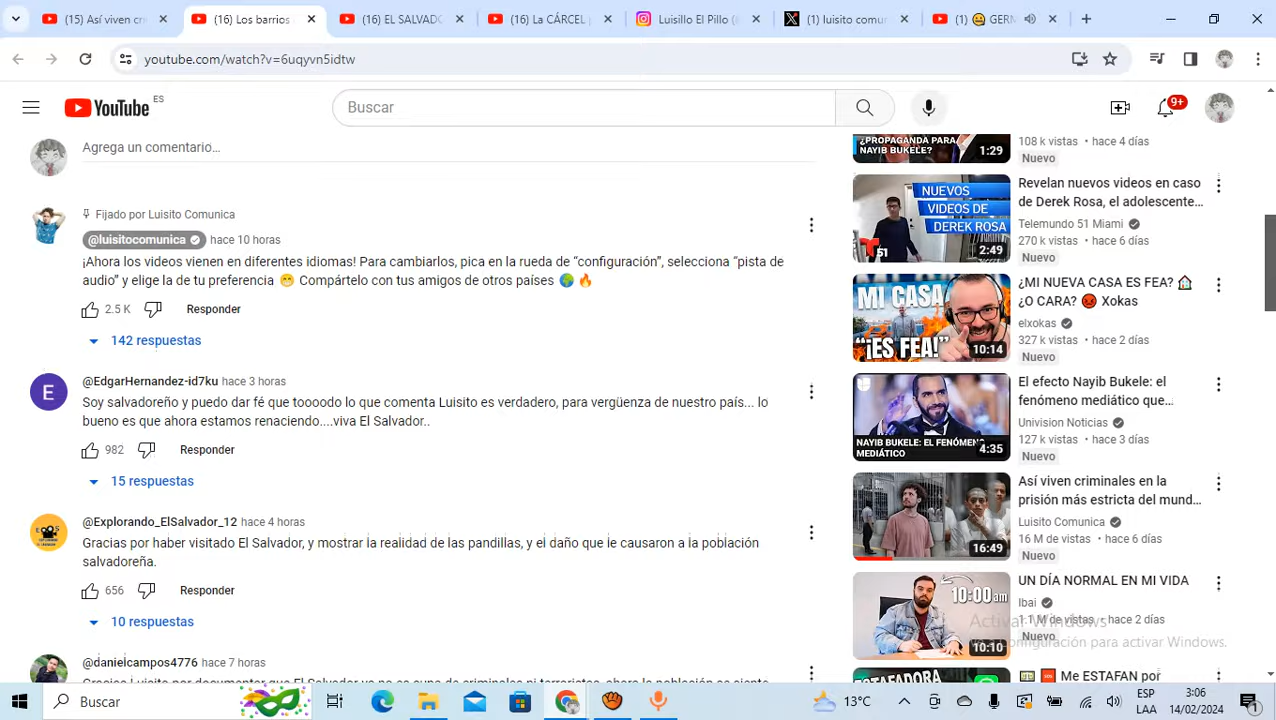 (15) Así viven cri
(16) Los barrios
(16) EL SALVAD
(16) La CÁRCEL
Luisillo El Pillo (
(1) luisito comu
(1) 🤐 GERM
youtube.com/watch?v=6uqyvn5idtw
YouTube ES
Buscar
9+
Agrega un comentario…
Fijado por Luisito Comunica
@luisitocomunica hace 10 horas
¡Ahora los videos vienen en diferentes idiomas! Para cambiarlos, pica en la rueda de “configuración”, selecciona “pista de
audio” y elige la de tu preferencia 😁 Compártelo con tus amigos de otros países 🌎 🔥
2.5 K Responder
142 respuestas
E
@EdgarHernandez-id7ku hace 3 horas
Soy salvadoreño y puedo dar fé que toooodo lo que comenta Luisito es verdadero, para vergüenza de nuestro país... lo
bueno es que ahora estamos renaciendo....viva El Salvador..
982 Responder
15 respuestas
@Explorando_ElSalvador_12 hace 4 horas
Gracias por haber visitado El Salvador, y mostrar la realidad de las pandillas, y el daño que le causaron a la población
salvadoreña.
656 Responder
10 respuestas
@danielcampos4776 hace 7 horas
¿PROPAGANDA PARA
NAYIB BUKELE?
1:29
108 k vistas • hace 4 días
Nuevo
NUEVOS
VIDEOS DE
DEREK ROSA
51
2:49
Revelan nuevos videos en caso
de Derek Rosa, el adolescente…
Telemundo 51 Miami
270 k vistas • hace 6 días
Nuevo
MI CASA
“¡ES FEA!”
10:14
¿MI NUEVA CASA ES FEA? 🏠
¿O CARA? 😡 Xokas
elxokas
327 k vistas • hace 2 días
Nuevo
NAYIB BUKELE: EL FENÓMENO
MEDIÁTICO
4:35
El efecto Nayib Bukele: el
fenómeno mediático que…
Univision Noticias
127 k vistas • hace 3 días
Nuevo
16:49
Así viven criminales en la
prisión más estricta del mund…
Luisito Comunica
16 M de vistas • hace 6 días
Nuevo
10:00am
10:10
UN DÍA NORMAL EN MI VIDA
Ibai
1.1 M de vistas • hace 2 días
Nuevo
Me ESTAFAN por
Activar Windows
configuración para activar Windows.
Buscar
13°C
ESP
LAA
3:06
14/02/2024
1